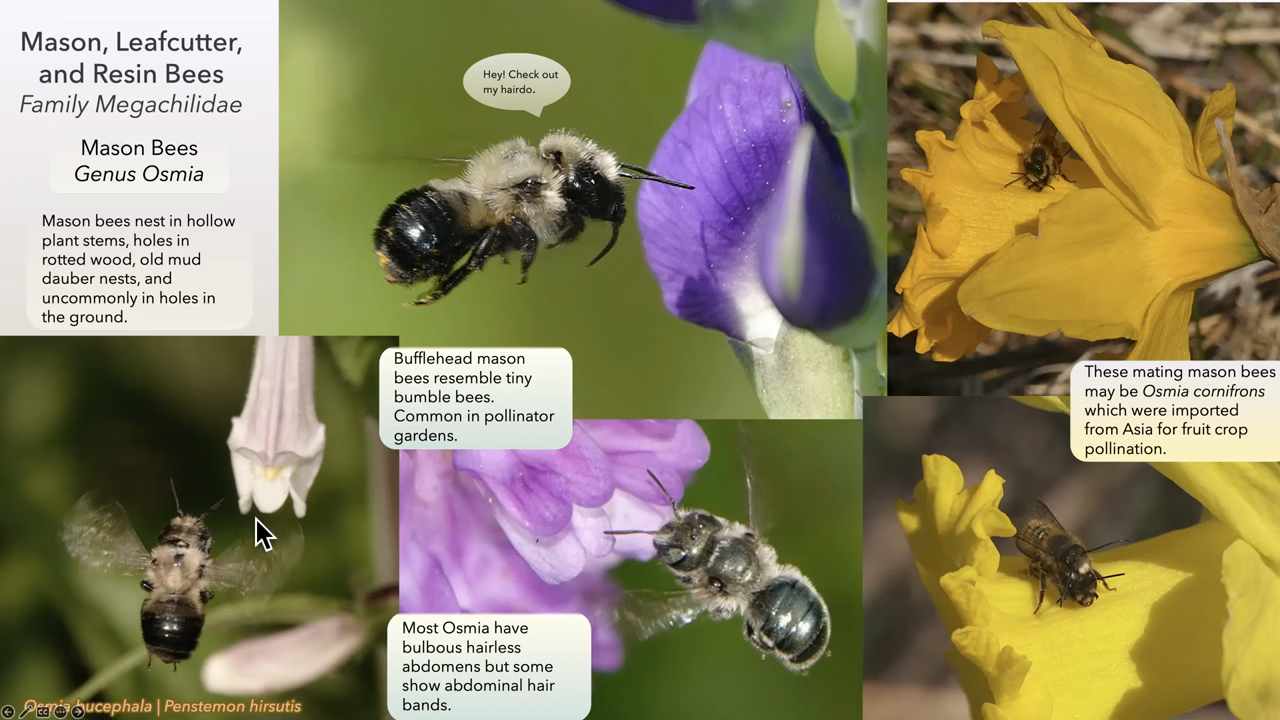 Mason, Leafcutter,
and Resin Bees
Family Megachilidae
Mason Bees
Genus Osmia
Mason bees nest in hollow
plant stems, holes in
rotted wood, old mud
dauber nests, and
uncommonly in holes in
the ground.
Hey! Check out
my hairdo.
Bufflehead mason
bees resemble tiny
bumble bees.
Common in pollinator
gardens.
These mating mason bees
may be Osmia cornifrons
which were imported
from Asia for fruit crop
pollination.
Most Osmia have
bulbous hairless
abdomens but some
show abdominal hair
bands.
Osmia bucephala | Penstemon hirsutis